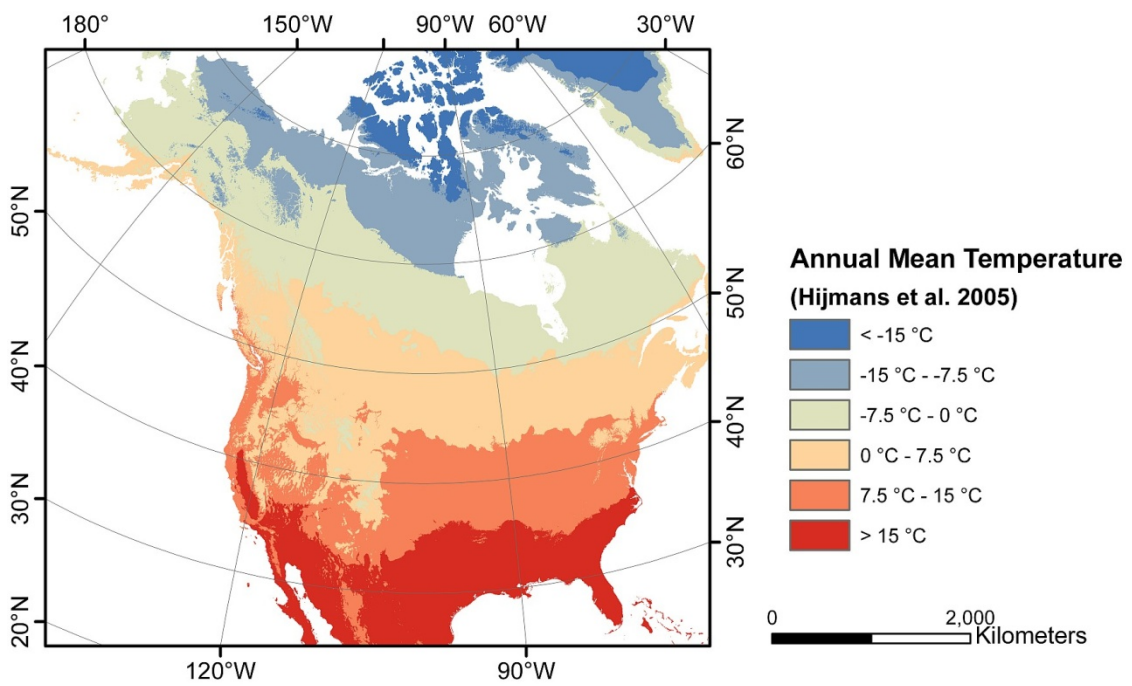 180° 150°W 90°W 60°W 30°W
60°N
50°N
50°N
40°N
40°N
30°N
30°N
20°N
120°W 90°W
Annual Mean Temperature
(Hijmans et al. 2005)
< -15 °C
-15 °C - -7.5 °C
-7.5 °C - 0 °C
0 °C - 7.5 °C
7.5 °C - 15 °C
> 15 °C
0 2,000
Kilometers